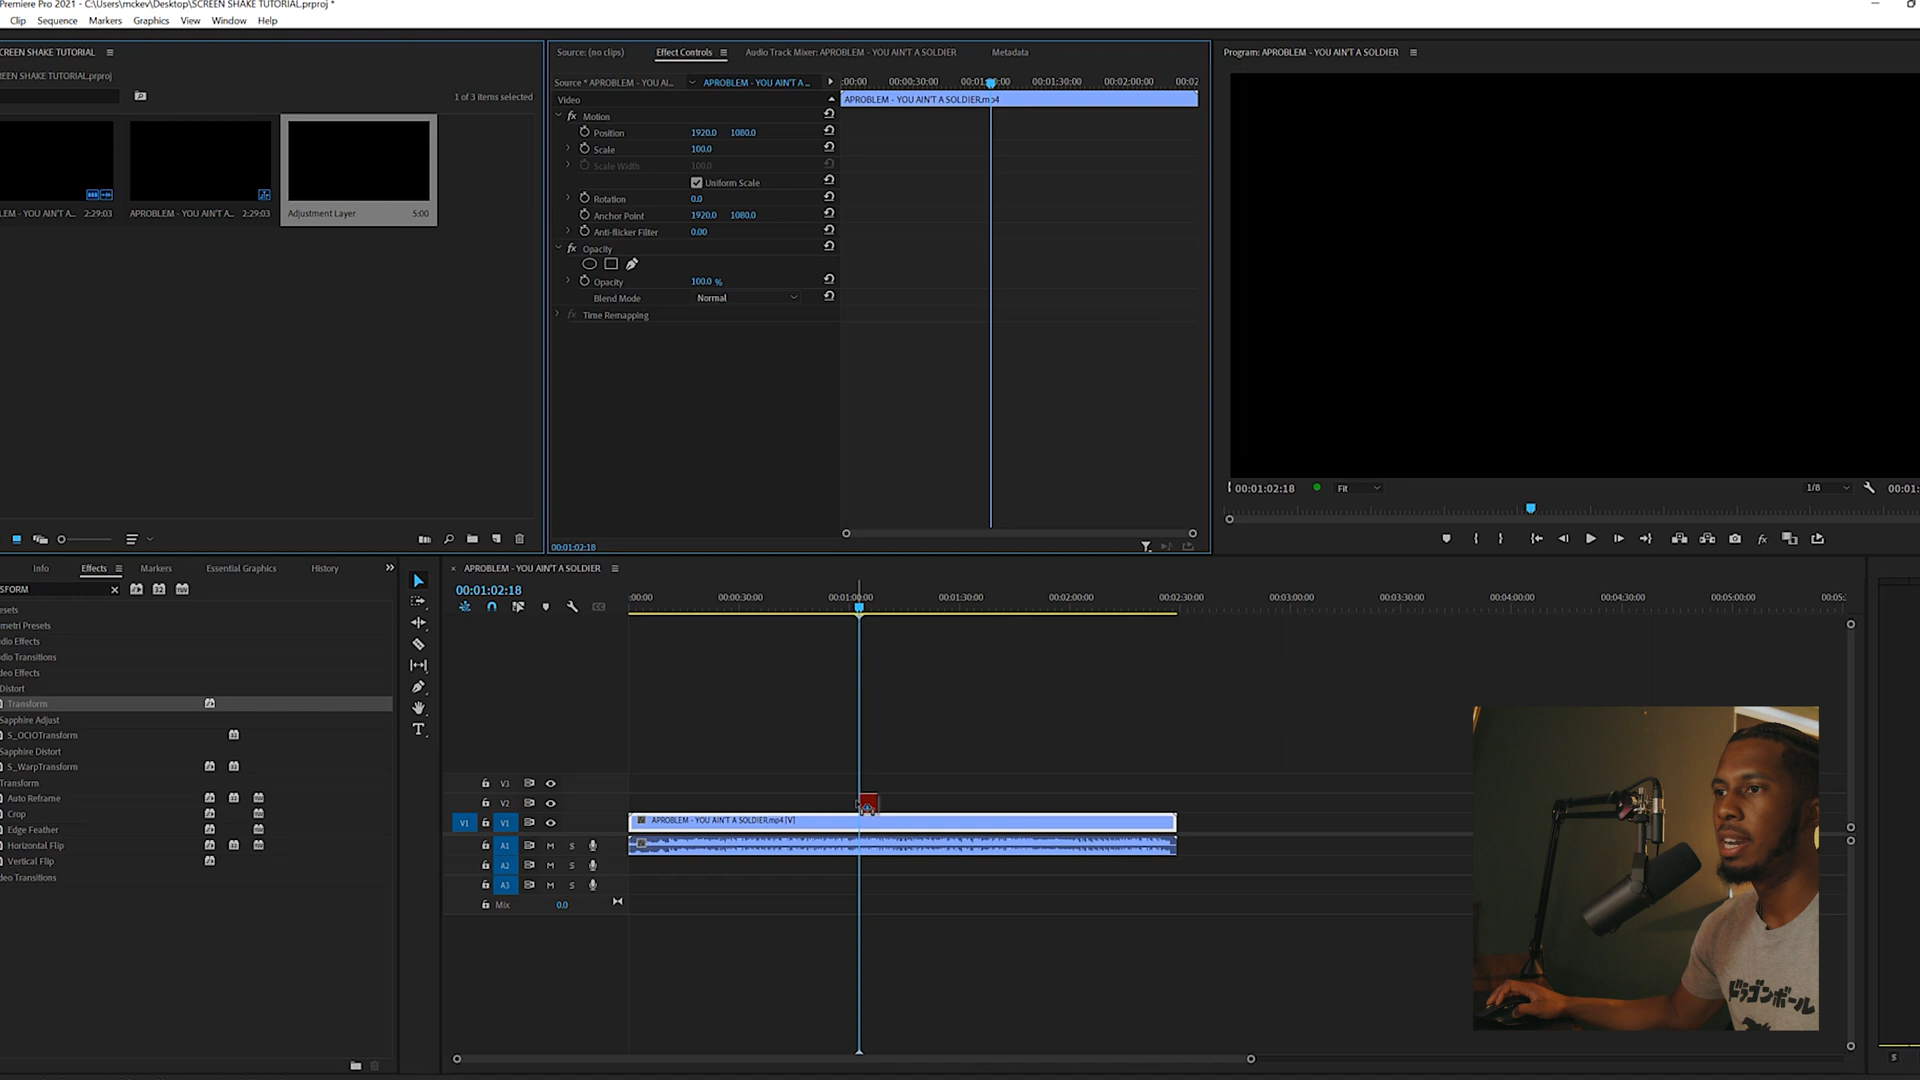 Premiere Pro 2021 - C:\Users\mckev\Desktop\SCREEN SHAKE TUTORIAL.prproj *
Clip Sequence Markers Graphics View Window Help
CREEN SHAKE TUTORIAL
EEN SHAKE TUTORIAL.prproj
1 of 3 items selected
LEM - YOU AIN'T A... 2:29:03
APROBLEM - YOU AIN'T A... 2:29:03
Adjustment Layer 5:00
Source: (no clips) Effect Controls Audio Track Mixer: APROBLEM - YOU AIN'T A SOLDIER Metadata
Source * APROBLEM - YOU AI... APROBLEM - YOU AIN'T A ...
:00:00 00:00:30:00 00:01:00:00 00:01:30:00 00:02:00:00 00:02
Video
APROBLEM - YOU AIN'T A SOLDIER.mp4
fx Motion
Position 1920.0 1080.0
Scale 100.0
Scale Width 100.0
Uniform Scale
Rotation 0.0
Anchor Point 1920.0 1080.0
Anti-flicker Filter 0.00
fx Opacity
Opacity 100.0 %
Blend Mode Normal
fx Time Remapping
00:01:02:18
Program: APROBLEM - YOU AIN'T A SOLDIER
00:01:02:18 Fit 1/8 00:01:
Info Effects Markers Essential Graphics History
SFORM
esets
metri Presets
dio Effects
dio Transitions
deo Effects
Distort
Transform
Sapphire Adjust
S_OCIOTransform
Sapphire Distort
S_WarpTransform
Transform
Auto Reframe
Crop
Edge Feather
Horizontal Flip
Vertical Flip
deo Transitions
APROBLEM - YOU AIN'T A SOLDIER
00:01:02:18
:00:00 00:00:30:00 00:01:00:00 00:01:30:00 00:02:00:00 00:02:30:00 00:03:00:00 00:03:30:00 00:04:00:00 00:04:30:00 00:05:00:00 00:05:
V3
V2
V1 V1
APROBLEM - YOU AIN'T A SOLDIER.mp4 [V]
A1 M S
A2 M S
A3 M S
Mix 0.0
ドラゴンボール
S